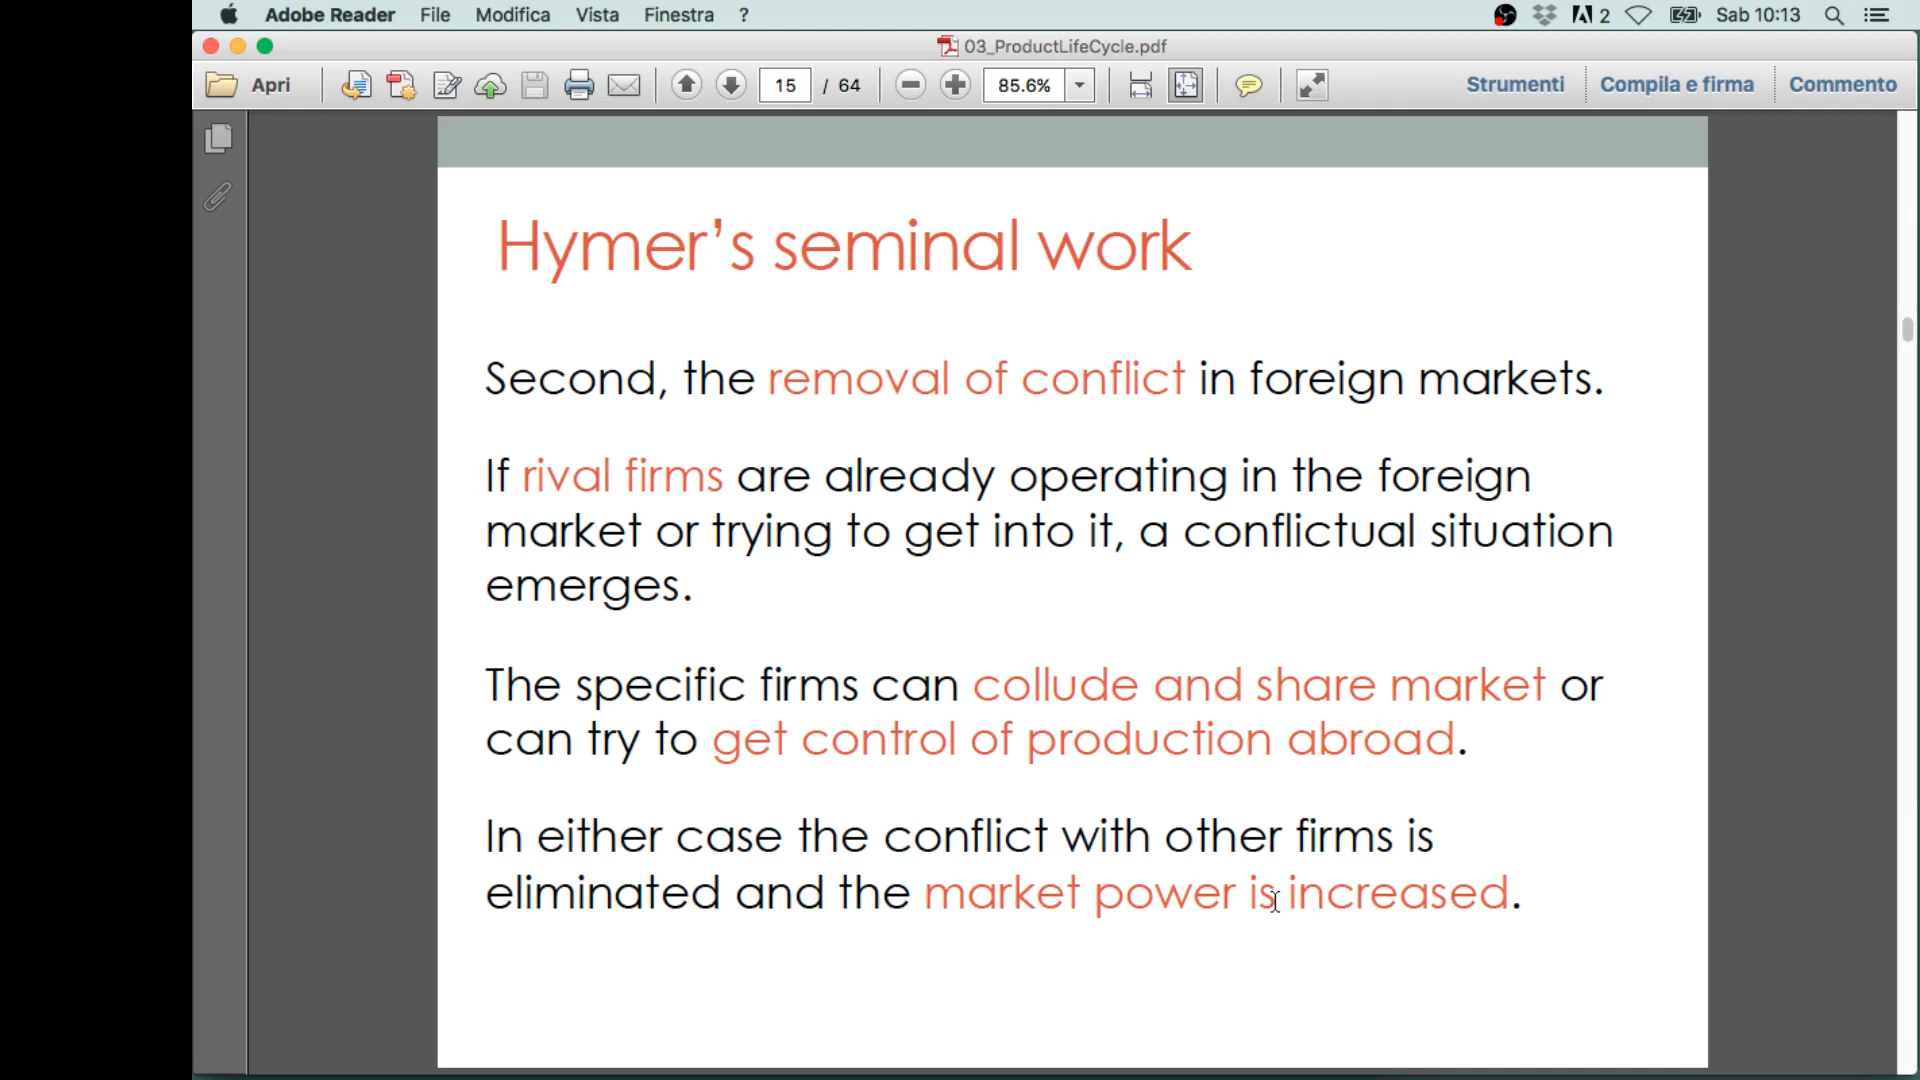 Adobe Reader File Modifica Vista Finestra ? 2 Sab 10:13
03_ProductLifeCycle.pdf
Apri 15 / 64 85.6% Strumenti Compila e firma Commento
Hymer’s seminal work
Second, the removal of conflict in foreign markets.
If rival firms are already operating in the foreign
market or trying to get into it, a conflictual situation
emerges.
The specific firms can collude and share market or
can try to get control of production abroad.
In either case the conflict with other firms is
eliminated and the market power is increased.